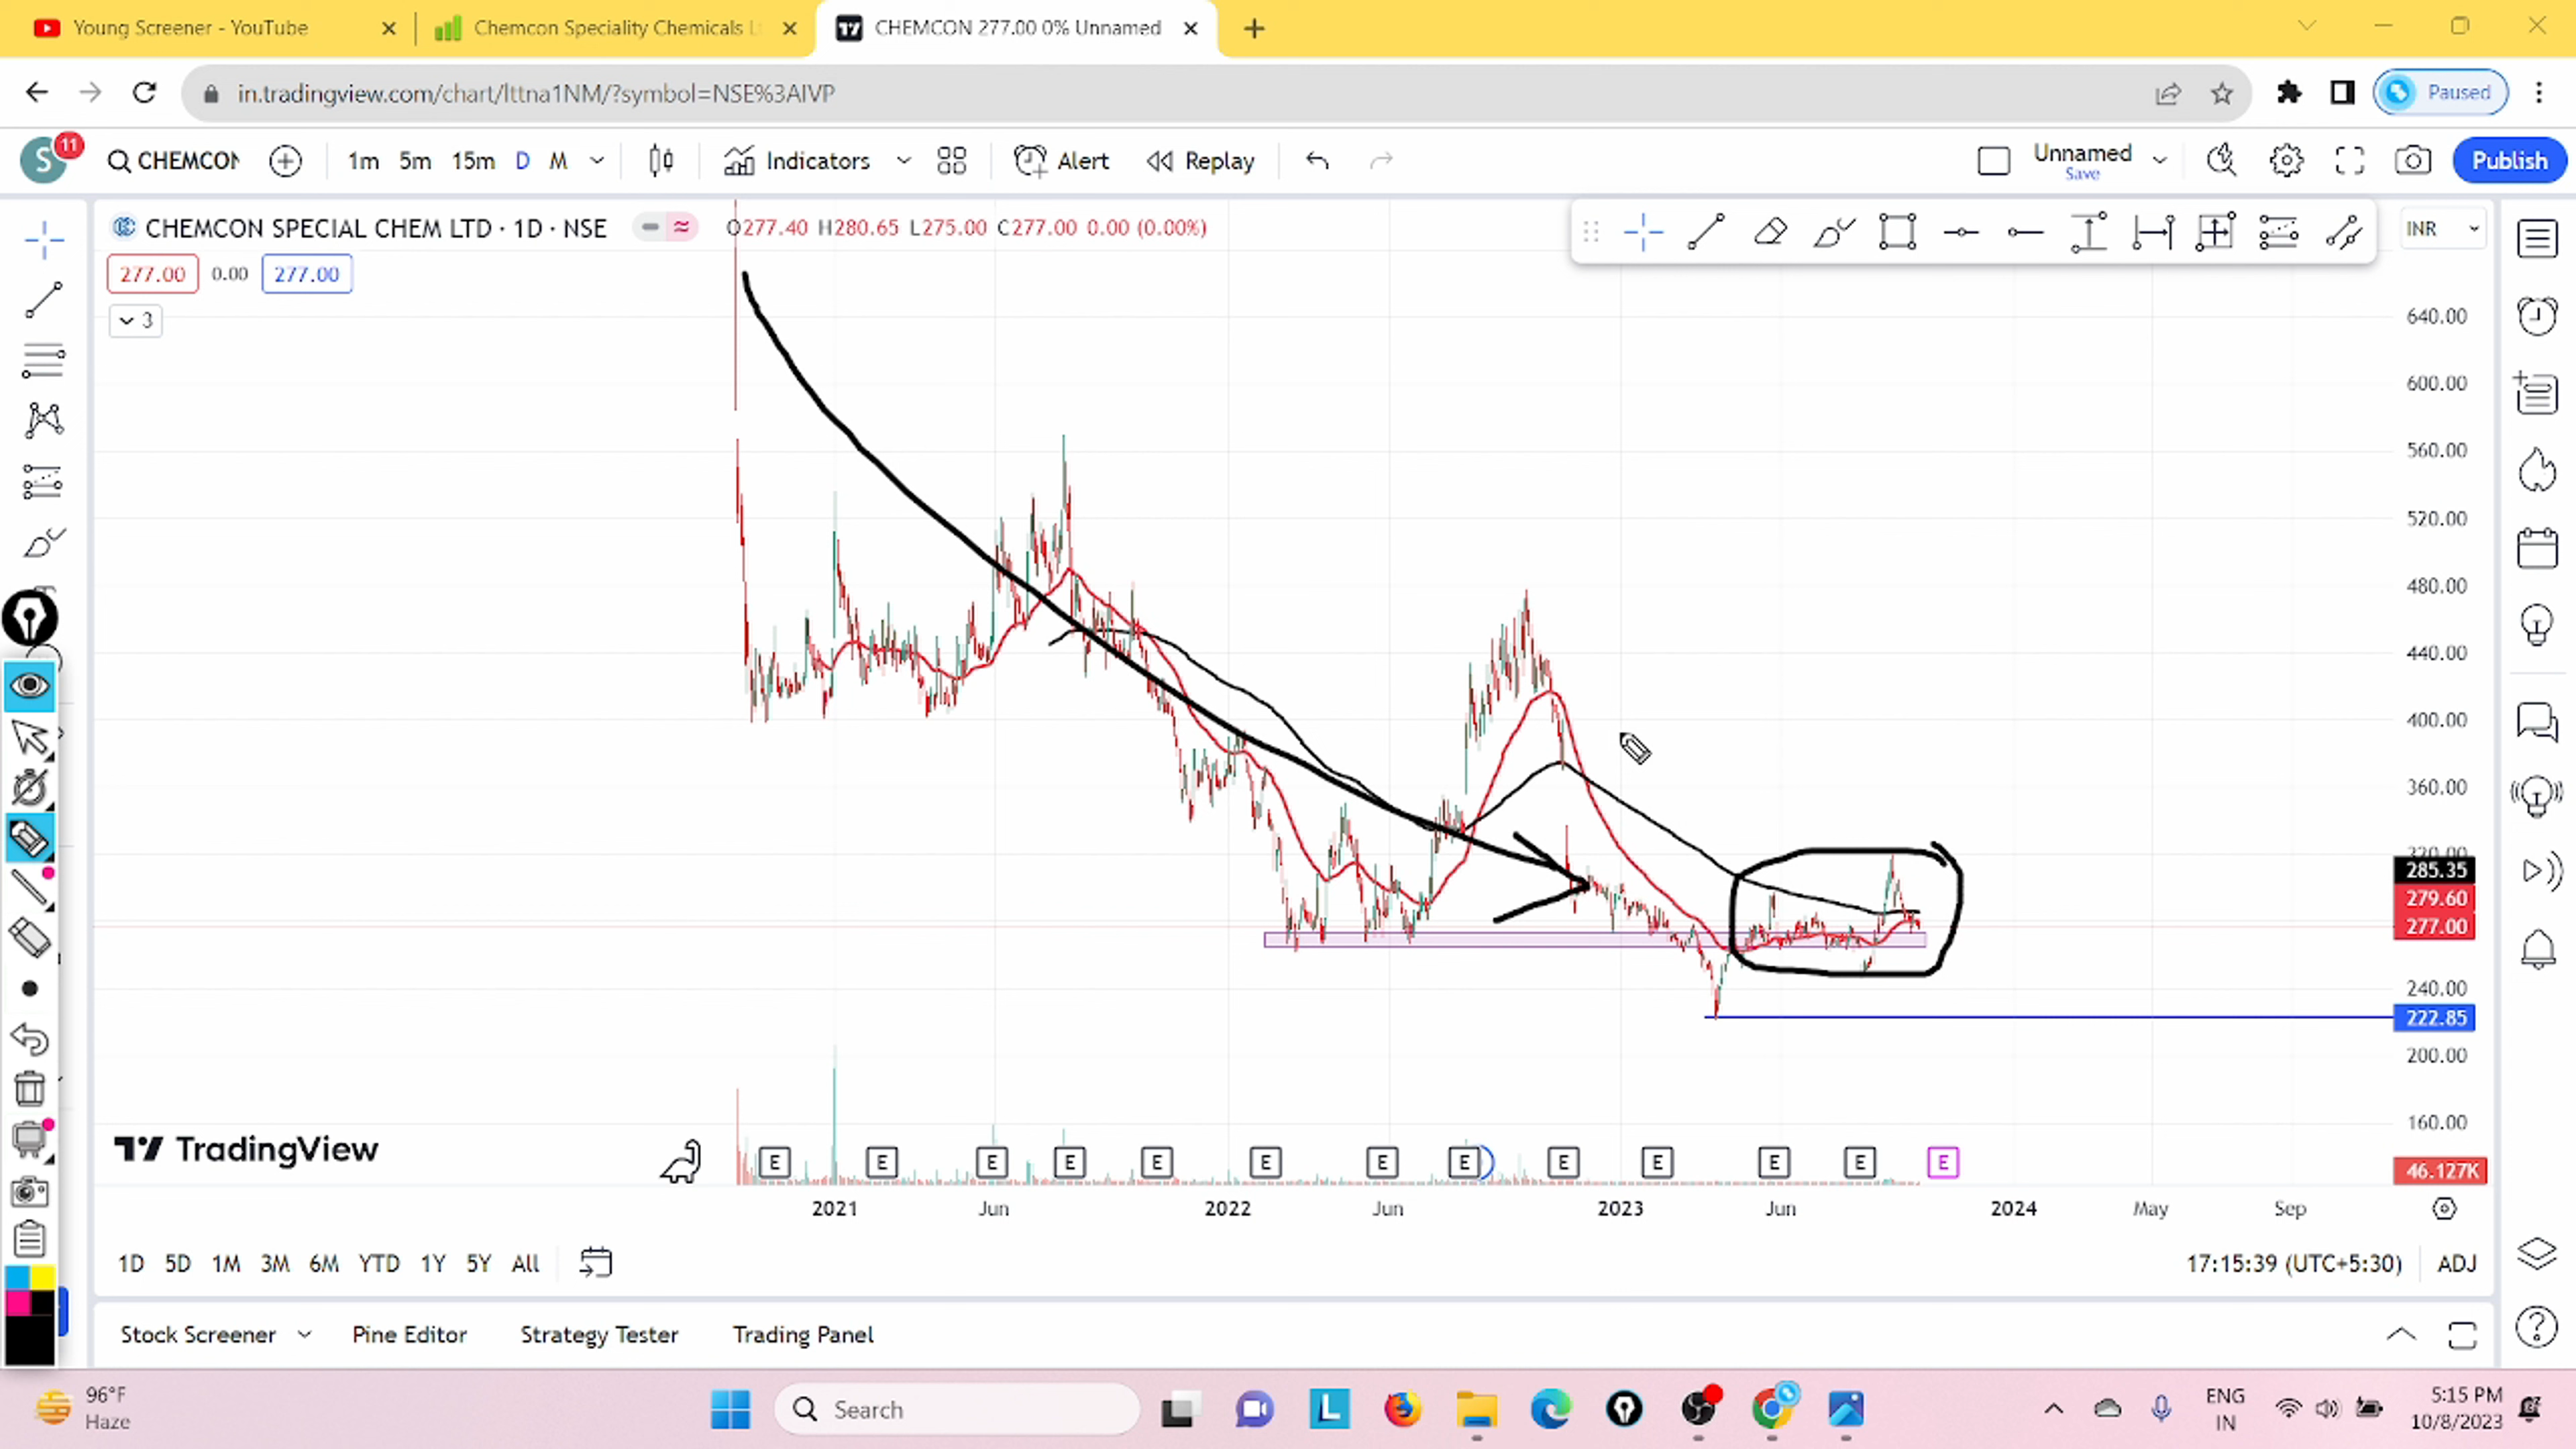 Young Screener - YouTube
Chemcon Speciality Chemicals L
CHEMCON 277.00 0% Unnamed
in.tradingview.com/chart/lttna1NM/?symbol=NSE%3AIVP
Paused
S
11
CHEMCON
1m 5m 15m D M
Indicators
Alert
Replay
Unnamed
Save
Publish
CHEMCON SPECIAL CHEM LTD · 1D · NSE
O277.40 H280.65 L275.00 C277.00 0.00 (0.00%)
INR
277.00 0.00 277.00
3
640.00
600.00
560.00
520.00
480.00
440.00
400.00
360.00
320.00
285.35
279.60
277.00
240.00
222.85
200.00
160.00
46.127K
TradingView
E E E E E E E E E E E E E
2021 Jun 2022 Jun 2023 Jun 2024 May Sep
1D 5D 1M 3M 6M YTD 1Y 5Y All
17:15:39 (UTC+5:30) ADJ
Stock Screener Pine Editor Strategy Tester Trading Panel
96°F
Haze
Search
L
ENG
IN
5:15 PM
10/8/2023